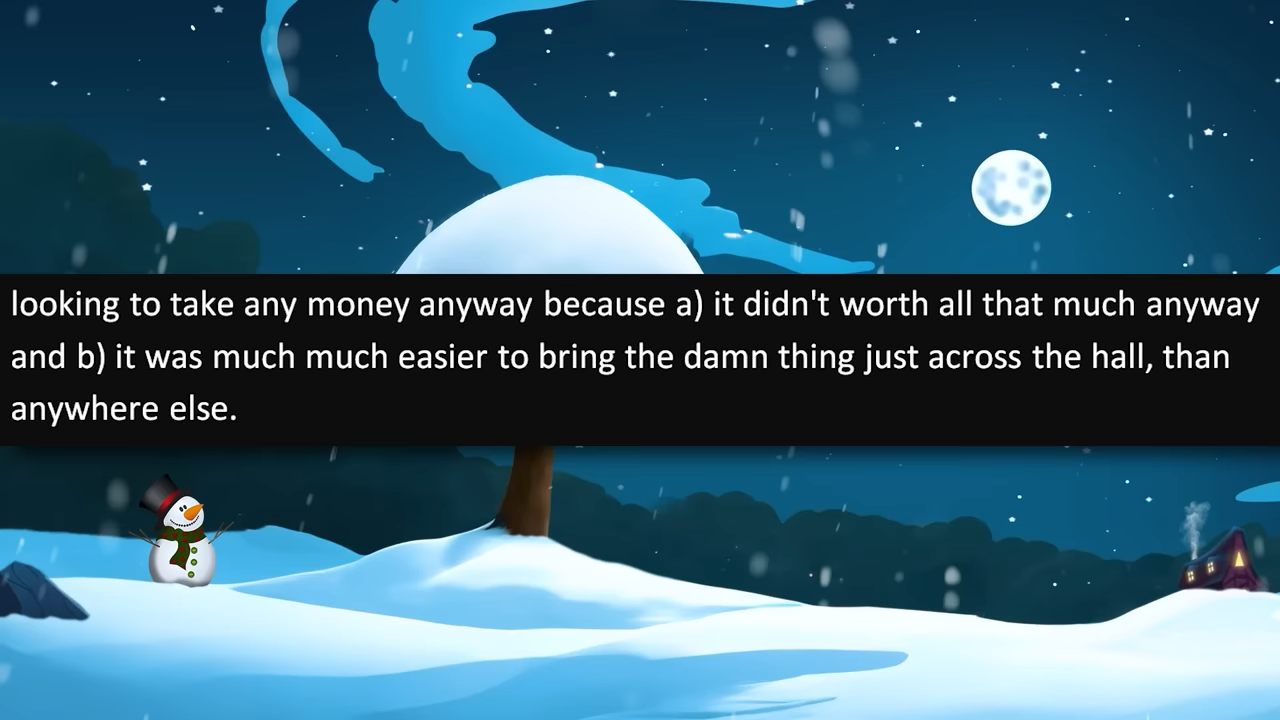 looking to take any money anyway because a) it didn't worth all that much anyway
and b) it was much much easier to bring the damn thing just across the hall, than
anywhere else.